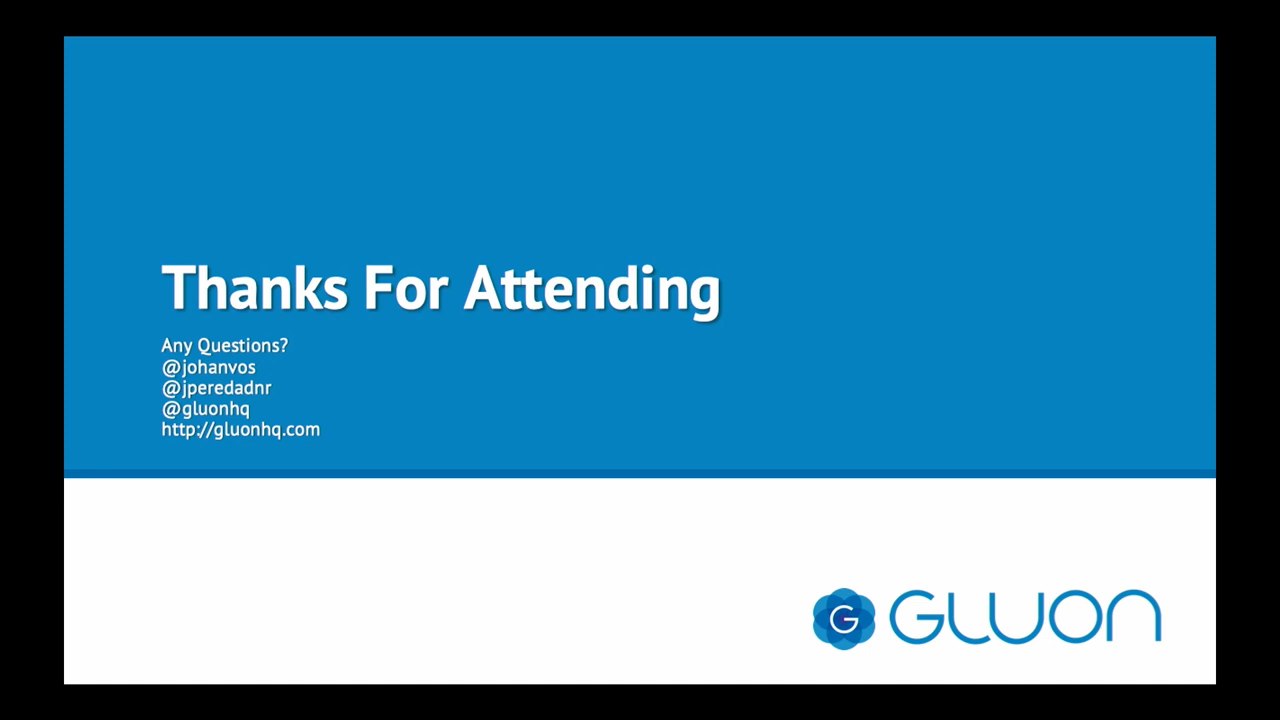 Thanks For Attending
Any Questions?
@johanvos
@jperedadnr
@gluonhq
http://gluonhq.com
G GLUON